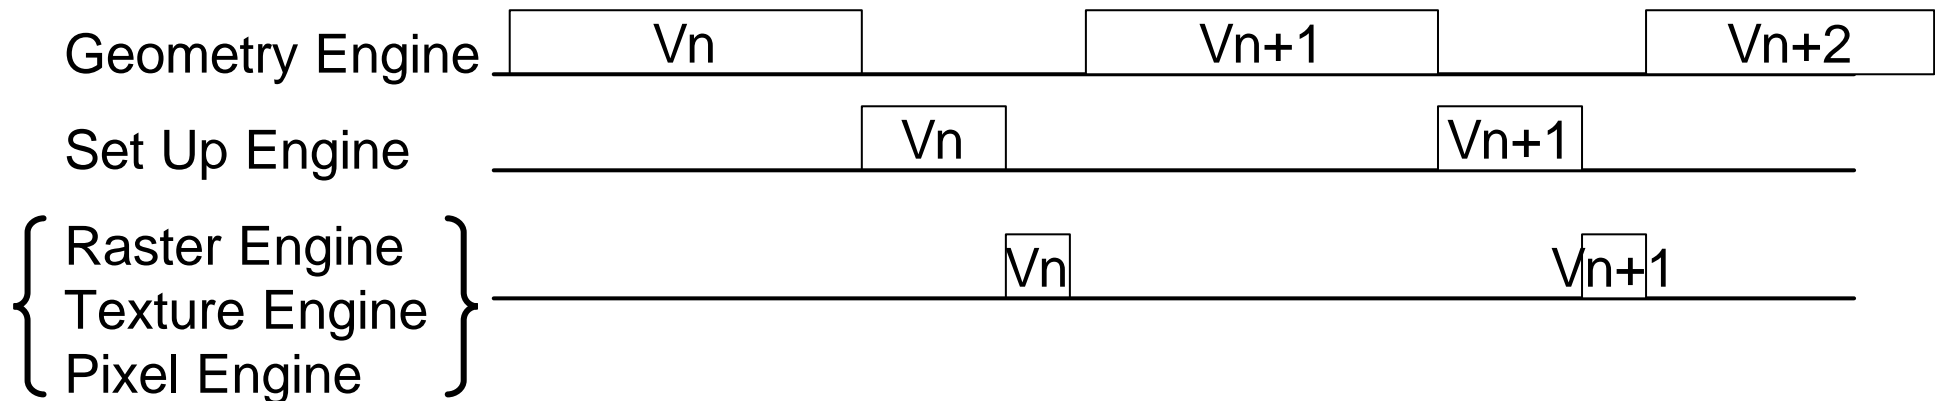 Geometry Engine Vn Vn+1 Vn+2
Set Up Engine Vn Vn+1
Raster Engine Vn Vn+1
Texture Engine
Pixel Engine